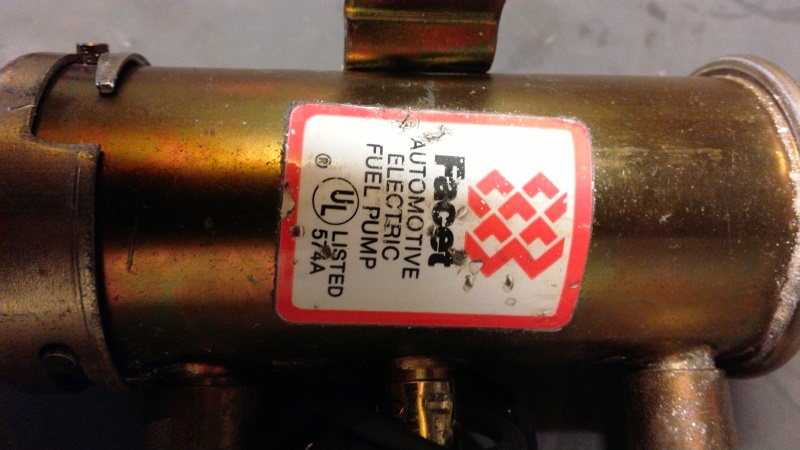 Facet
AUTOMOTIVE
ELECTRIC
FUEL PUMP
UL LISTED
574A